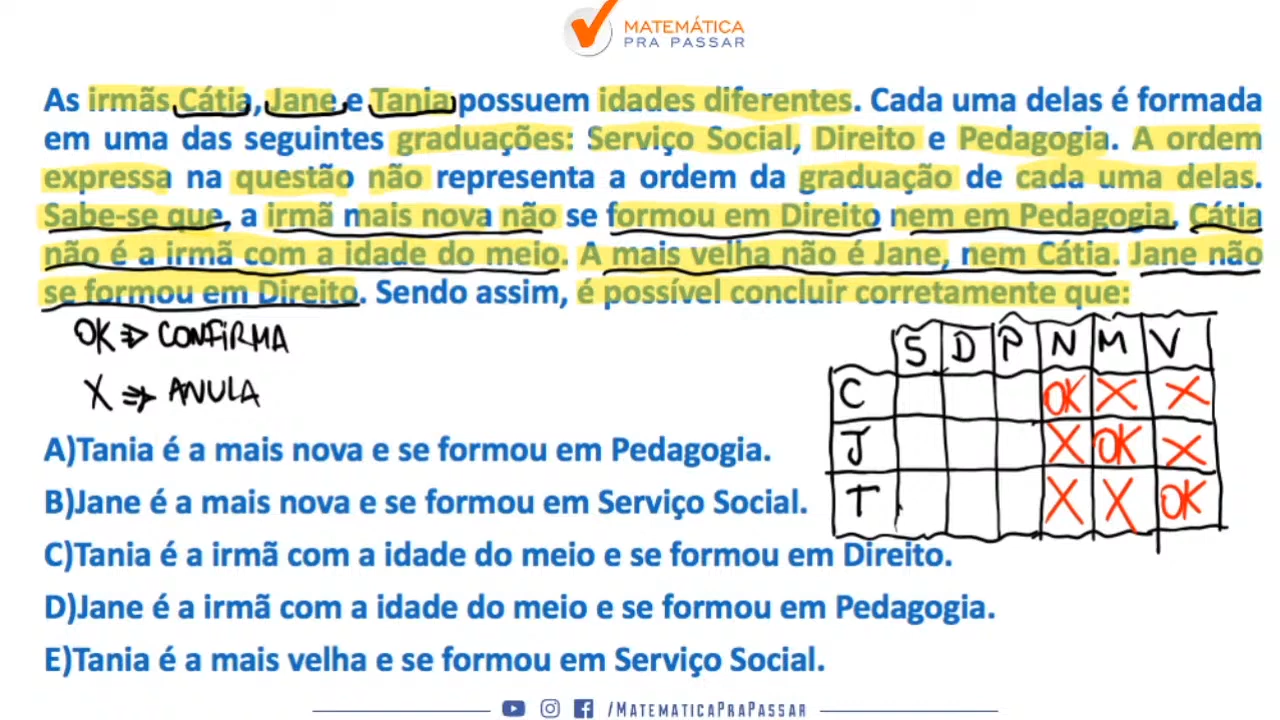 MATEMÁTICA
PRA PASSAR
As irmãs Cátia, Jane e Tania possuem idades diferentes. Cada uma delas é formada
em uma das seguintes graduações: Serviço Social, Direito e Pedagogia. A ordem
expressa na questão não representa a ordem da graduação de cada uma delas.
Sabe-se que, a irmã mais nova não se formou em Direito nem em Pedagogia, Cátia
não é a irmã com a idade do meio. A mais velha não é Jane, nem Cátia. Jane não
se formou em Direito. Sendo assim, é possível concluir corretamente que:
OK ⇒ CONFIRMA
X ⇒ ANULA
S D P N M V
C OK X X
J X OK X
T X X OK
A)Tania é a mais nova e se formou em Pedagogia.
B)Jane é a mais nova e se formou em Serviço Social.
C)Tania é a irmã com a idade do meio e se formou em Direito.
D)Jane é a irmã com a idade do meio e se formou em Pedagogia.
E)Tania é a mais velha e se formou em Serviço Social.
/MATEMATICAPRAPASSAR